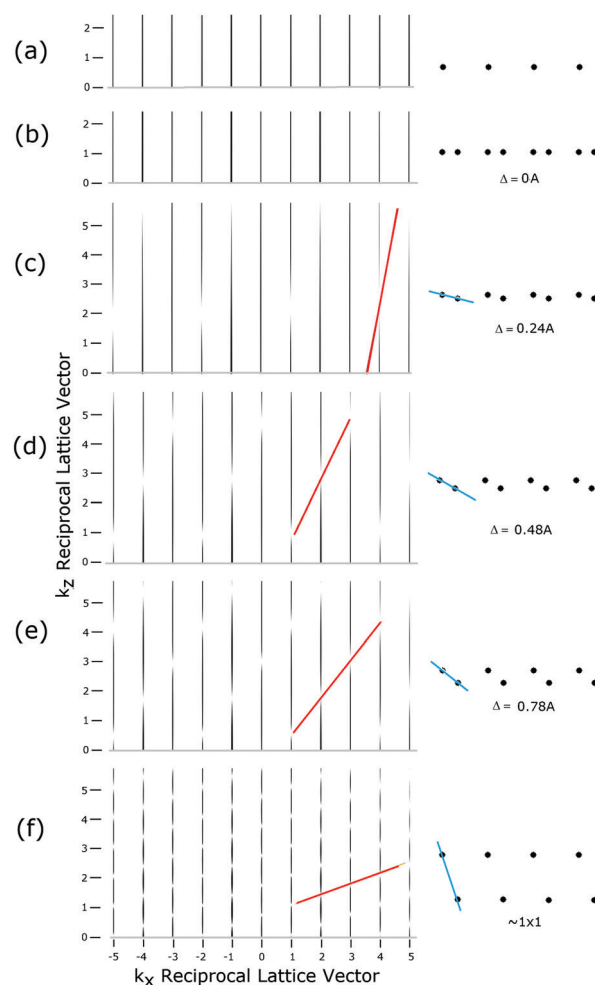 (a)
2
1
0
(b)
2
1
0
Δ = 0A
(c)
5
4
3
2
1
0
Δ = 0.24A
kz Reciprocal Lattice Vector
(d)
5
4
3
2
1
0
Δ = 0.48A
(e)
5
4
3
2
1
0
Δ = 0.78A
(f)
5
4
3
2
1
0
~1x1
-5 -4 -3 -2 -1 0 1 2 3 4 5
kx Reciprocal Lattice Vector